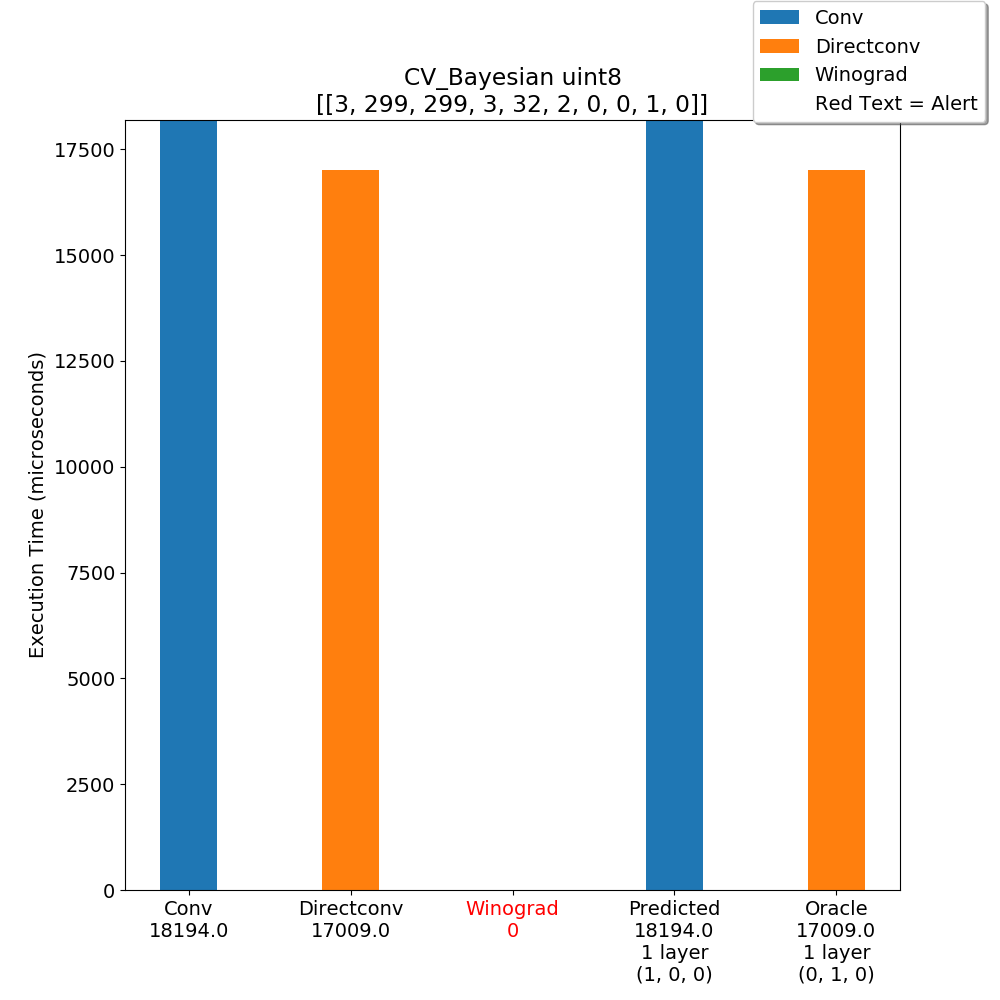 Conv
Directconv
Winograd
Red Text = Alert
CV_Bayesian uint8
[[3, 299, 299, 3, 32, 2, 0, 0, 1, 0]]
Execution Time (microseconds)
17500
15000
12500
10000
7500
5000
2500
0
Conv
18194.0
Directconv
17009.0
Winograd
0
Predicted
18194.0
1 layer
(1, 0, 0)
Oracle
17009.0
1 layer
(0, 1, 0)